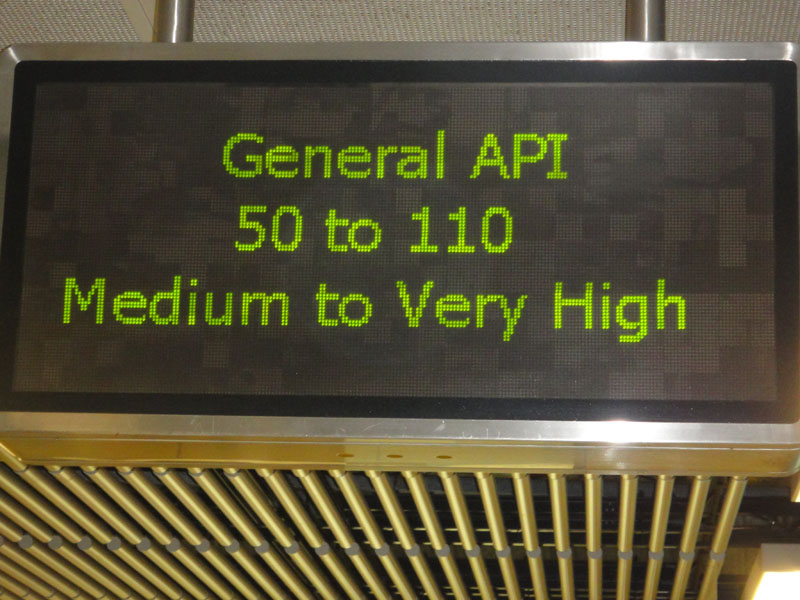 General API
50 to 110
Medium to Very High